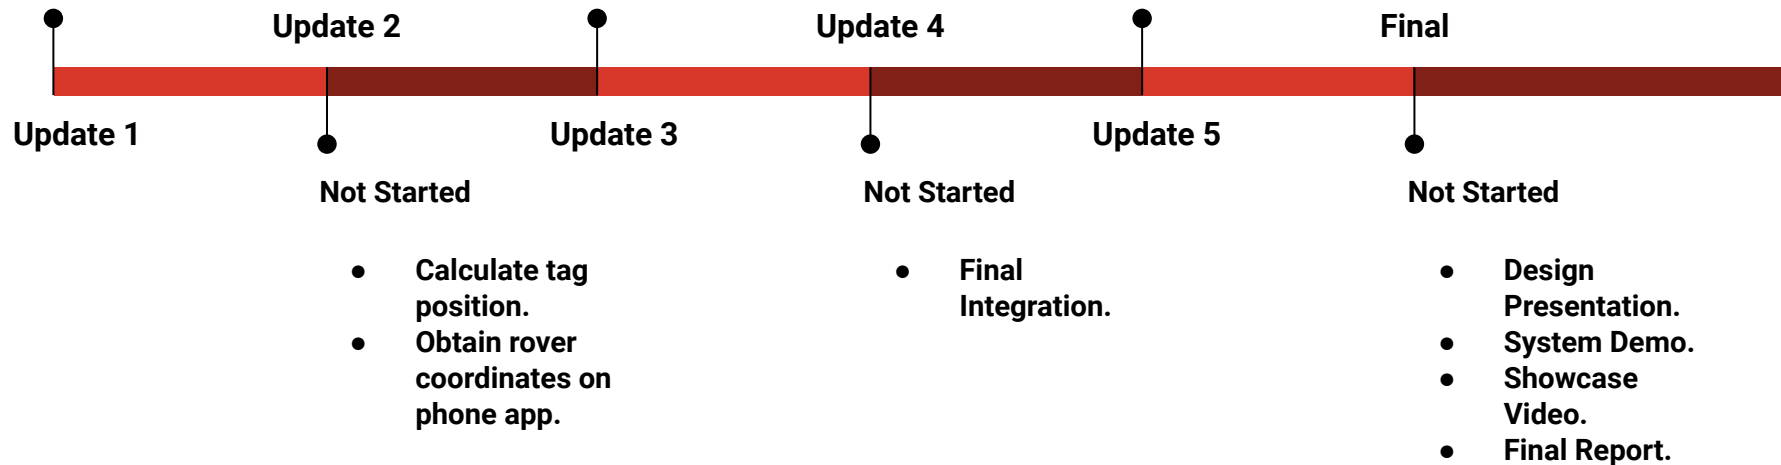 Update 2
Update 4
Final
Update 1
Update 3
Update 5
Not Started
● Calculate tag
position.
● Obtain rover
coordinates on
phone app.
Not Started
● Final
Integration.
Not Started
● Design
Presentation.
● System Demo.
● Showcase
Video.
● Final Report.